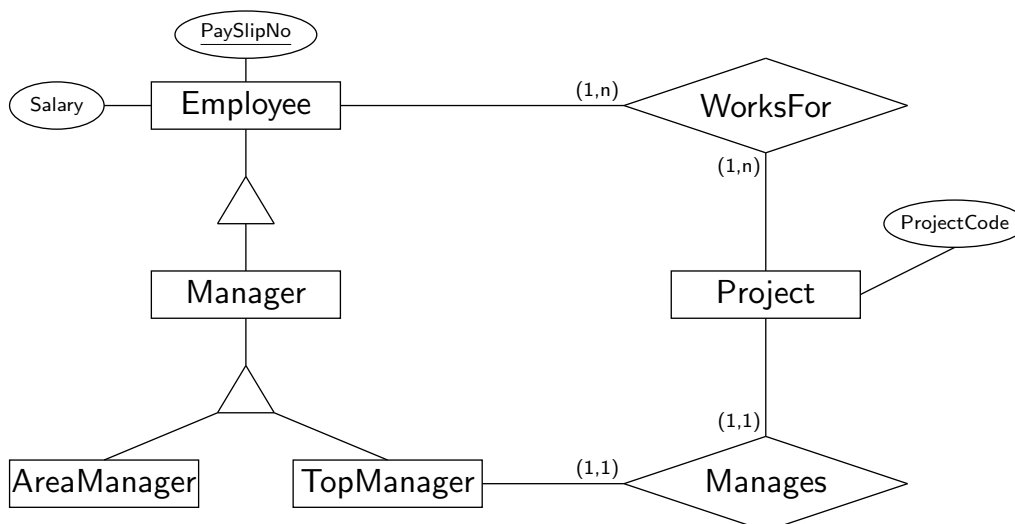 PaySlipNo
Salary
Employee
(1,n)
WorksFor
(1,n)
ProjectCode
Manager
Project
(1,1)
AreaManager
TopManager
(1,1)
Manages